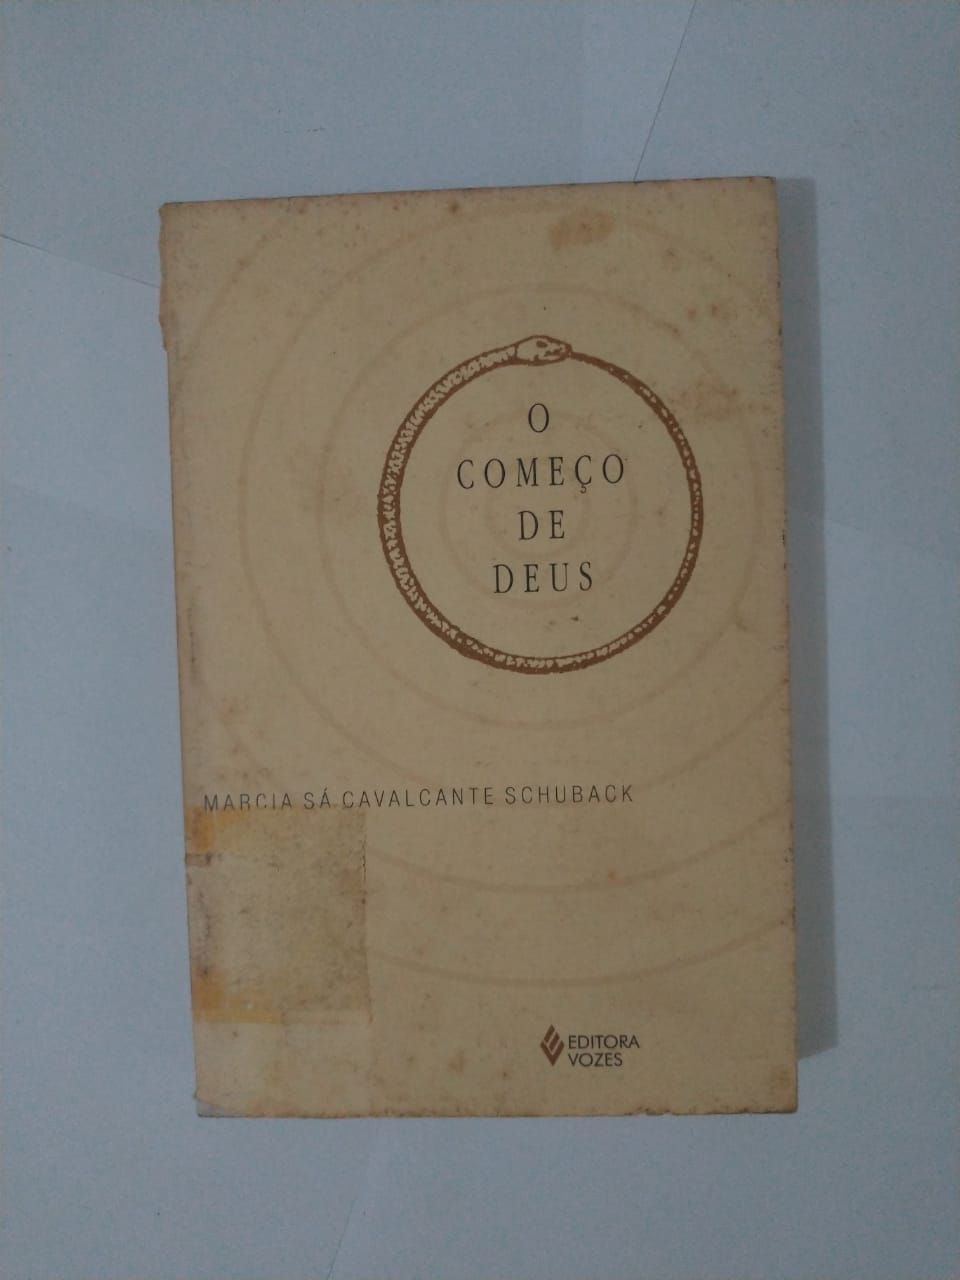 O
COMEÇO
DE
DEUS
MARCIA SÁ CAVALCANTE SCHUBACK
EDITORA
VOZES